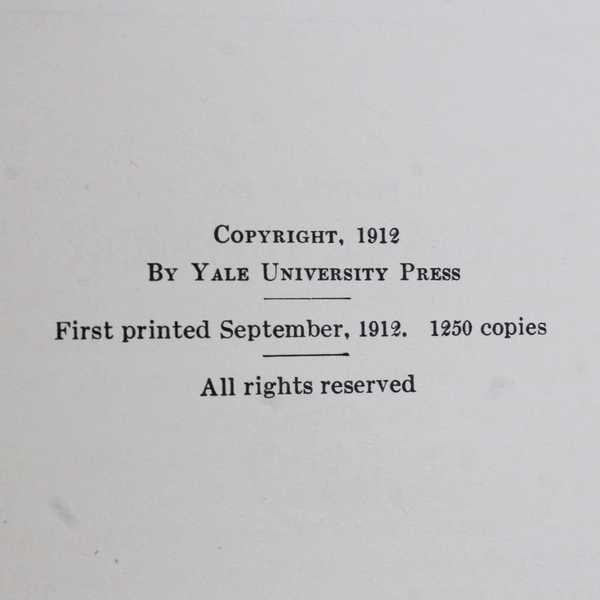 COPYRIGHT, 1912
BY YALE UNIVERSITY PRESS
First printed September, 1912. 1250 copies
All rights reserved